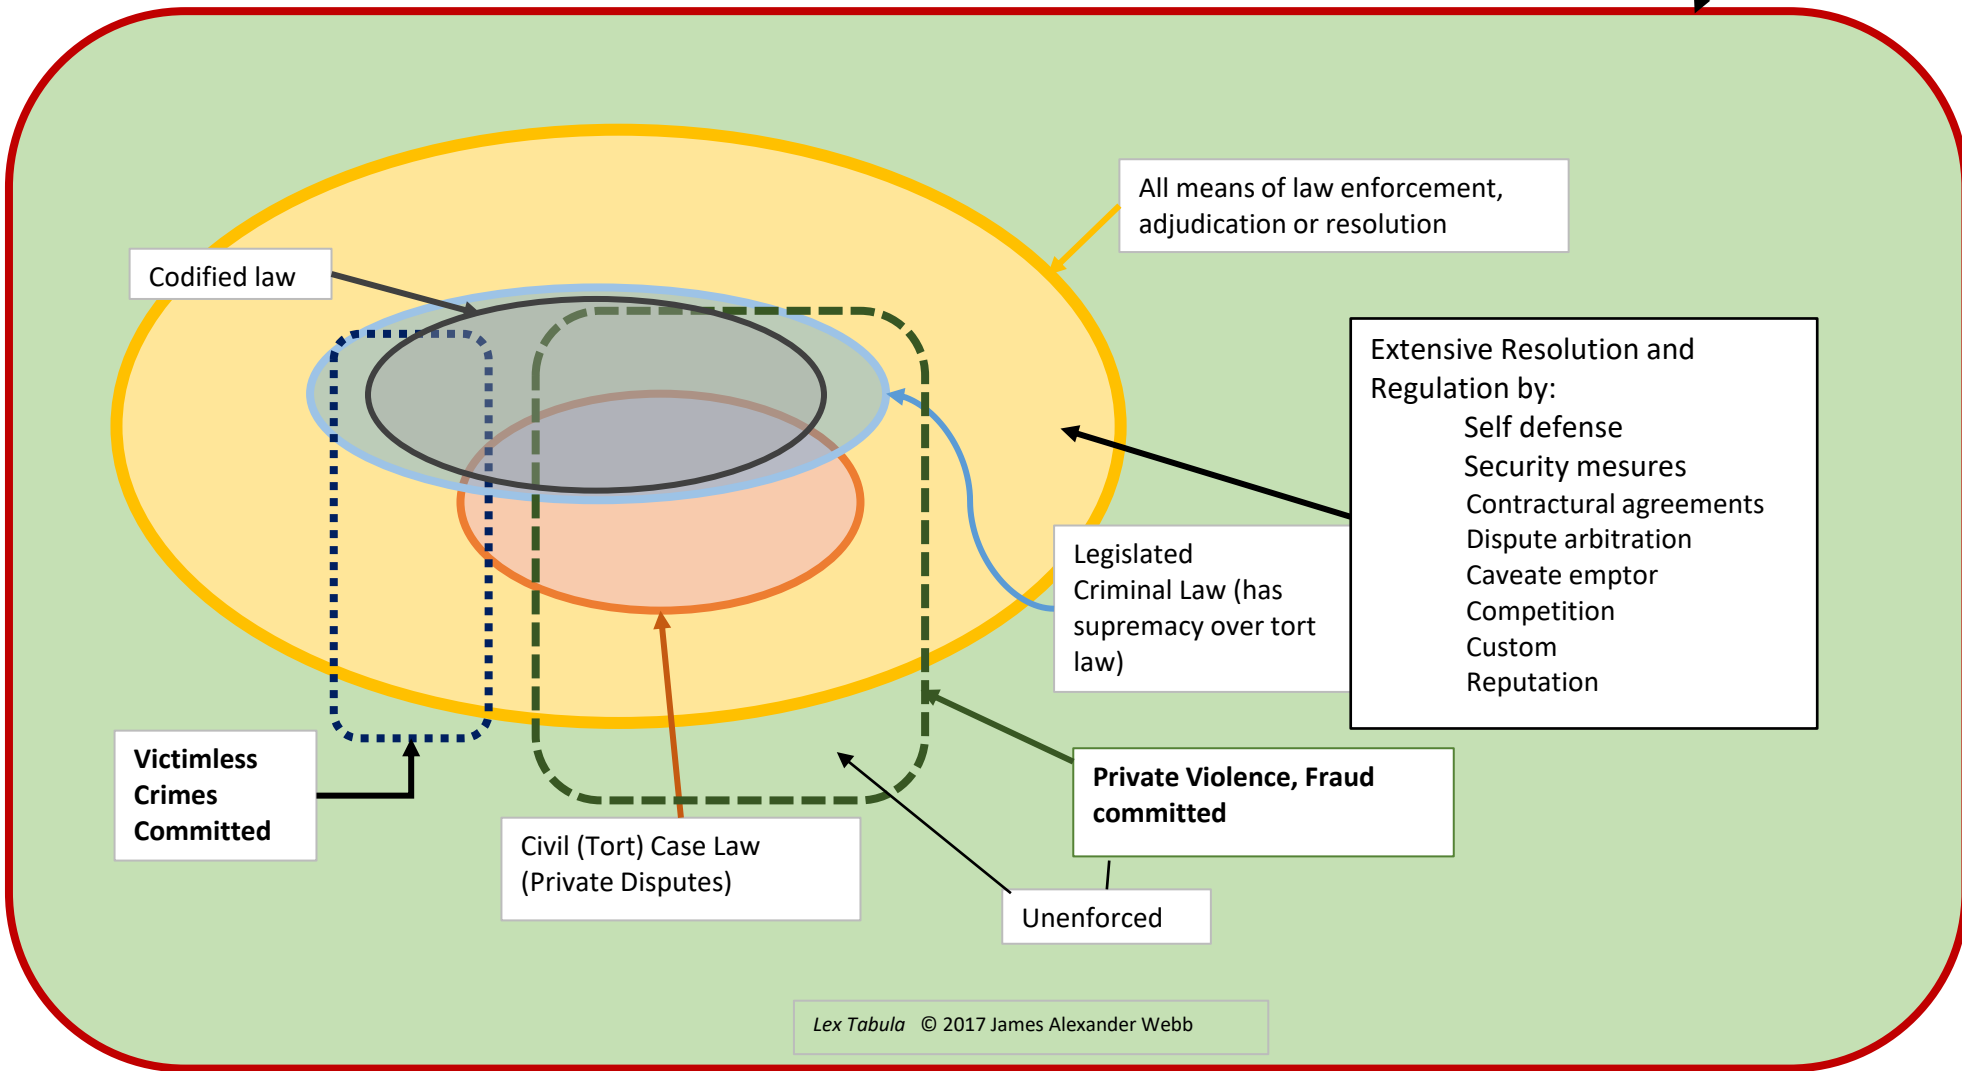 All means of law enforcement,
adjudication or resolution
Codified law
Extensive Resolution and
Regulation by:
Self defense
Security mesures
Contractural agreements
Dispute arbitration
Caveate emptor
Competition
Custom
Reputation
Legislated
Criminal Law (has
supremacy over tort
law)
Victimless
Crimes
Committed
Private Violence, Fraud
committed
Civil (Tort) Case Law
(Private Disputes)
Unenforced
Lex Tabula © 2017 James Alexander Webb